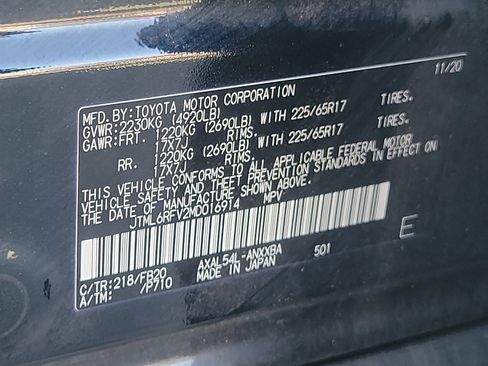 11/20
MFD.BY:TOYOTA MOTOR CORPORATION
GVWR:2230KG (4920LB)
GAWR:FRT. 1220KG (2690LB) WITH 225/65R17 TIRES.
17X7J RIMS.
RR. 1220KG (2690LB) WITH 225/65R17 TIRES.
17X7J RIMS.
THIS VEHICLE CONFORMS TO ALL APPLICABLE FEDERAL MOTOR
VEHICLE SAFETY AND THEFT PREVENTION STANDARDS IN EFFECT ON
THE DATE OF MANUFACTURE SHOWN ABOVE.
JTML6RFV2MD016914 MPV
C/TR:218/FB20 AXAL54L-ANXXBA 501 E
A/TM: /P710 MADE IN JAPAN